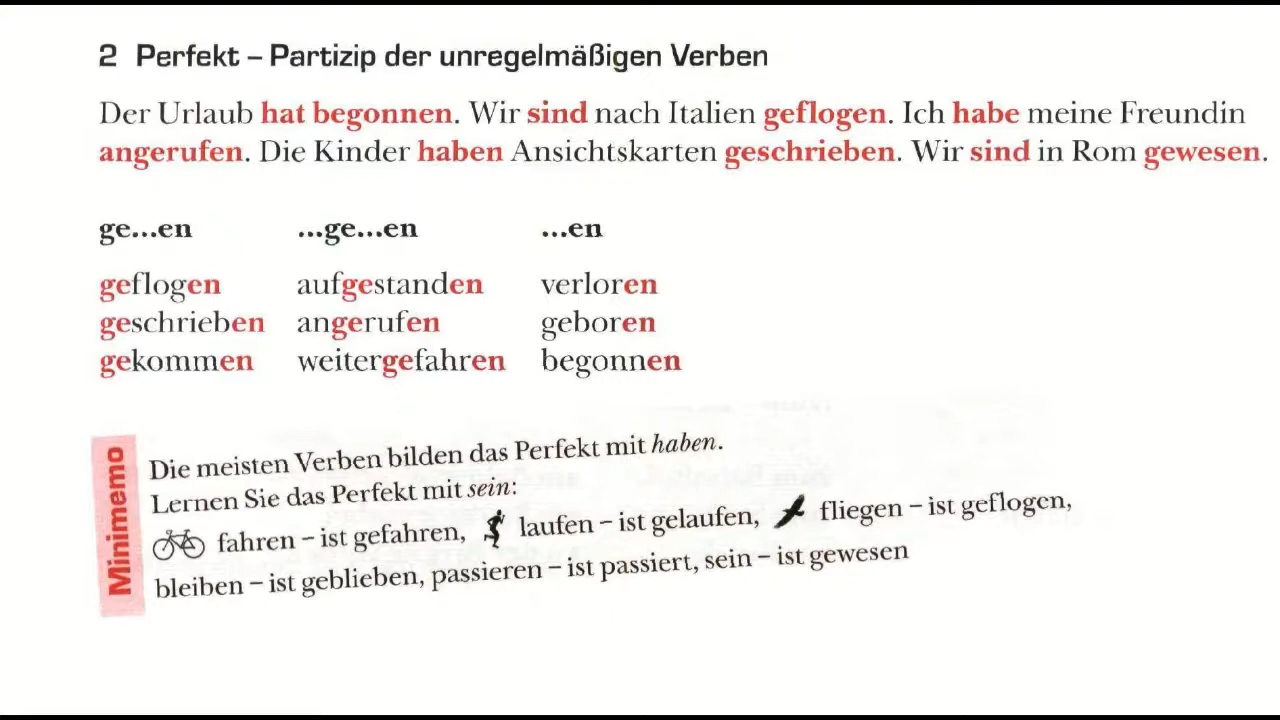 2 Perfekt – Partizip der unregelmäßigen Verben
Der Urlaub hat begonnen. Wir sind nach Italien geflogen. Ich habe meine Freundin
angerufen. Die Kinder haben Ansichtskarten geschrieben. Wir sind in Rom gewesen.
ge...en ...ge...en ...en
geflogen aufgestanden verloren
geschrieben angerufen geboren
gekommen weitergefahren begonnen
Minimemo
Die meisten Verben bilden das Perfekt mit haben.
Lernen Sie das Perfekt mit sein:
fahren – ist gefahren, laufen – ist gelaufen, fliegen – ist geflogen,
bleiben – ist geblieben, passieren – ist passiert, sein – ist gewesen